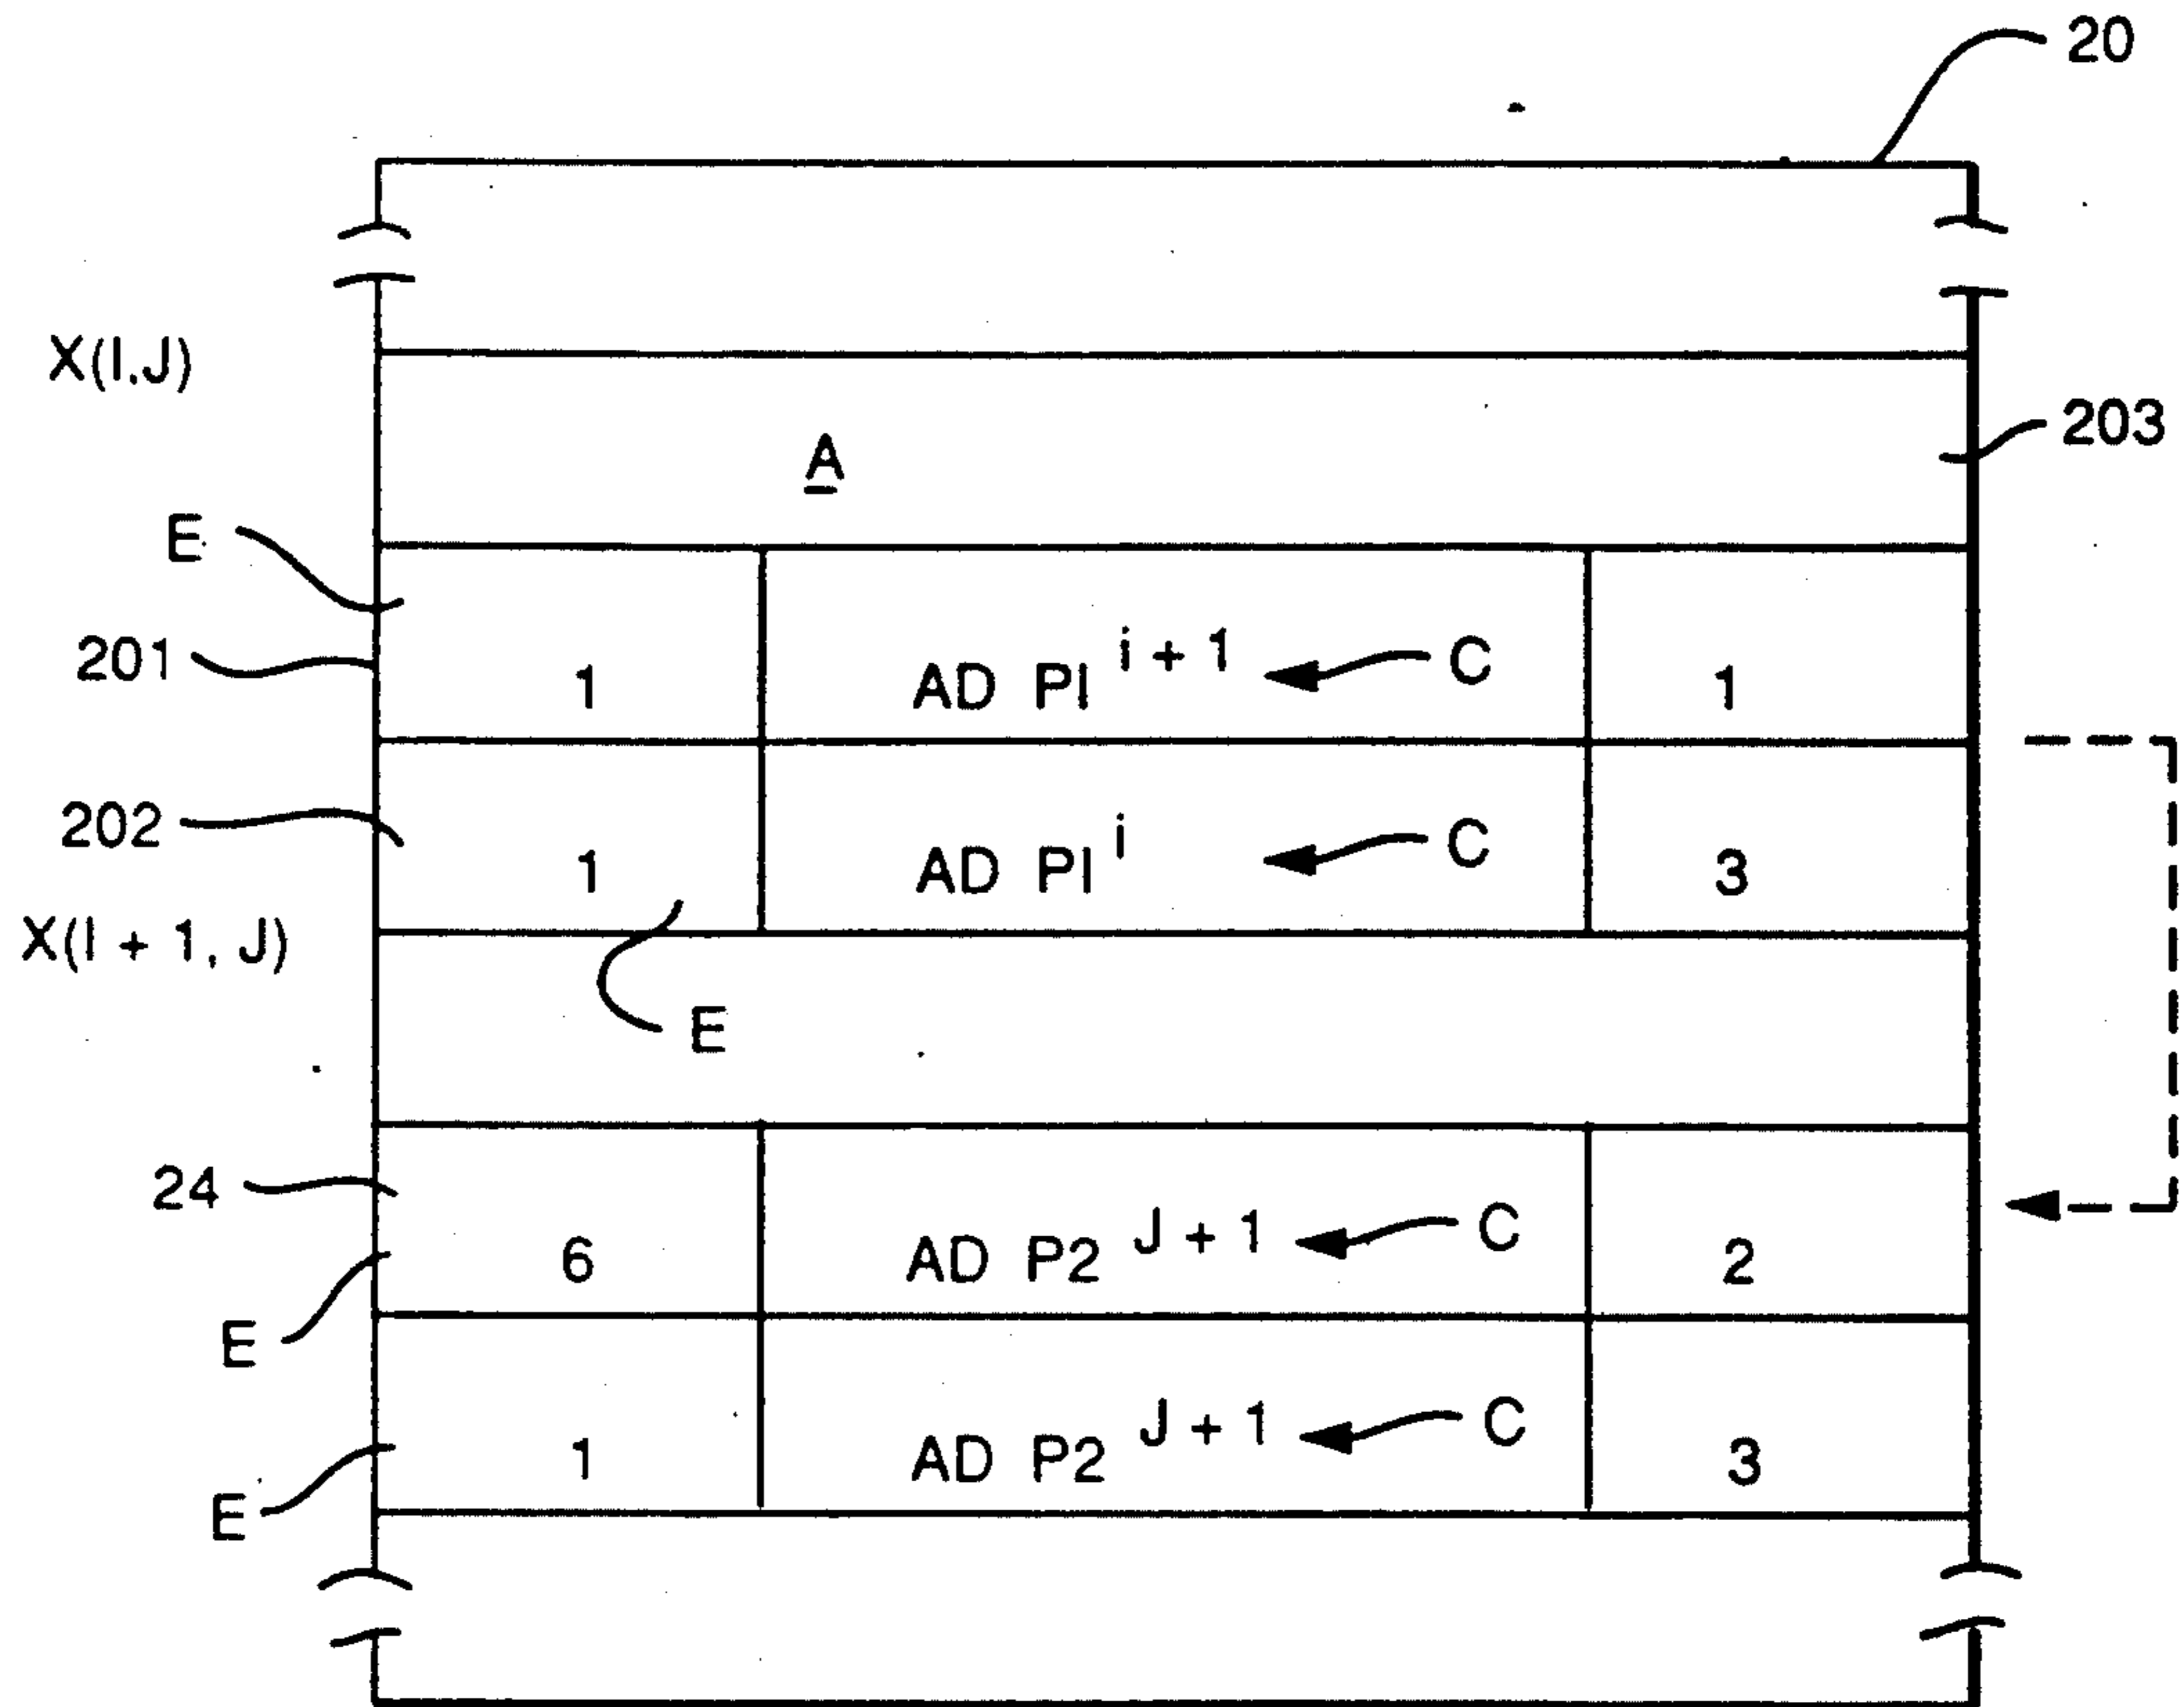 20
X(I,J)
203
A
E
201
1 AD PI i + 1 C 1
202
1 AD PI i C 3
X(I + 1, J)
E
24
6 AD P2 J + 1 C 2
E
1 AD P2 J + 1 C 3
E